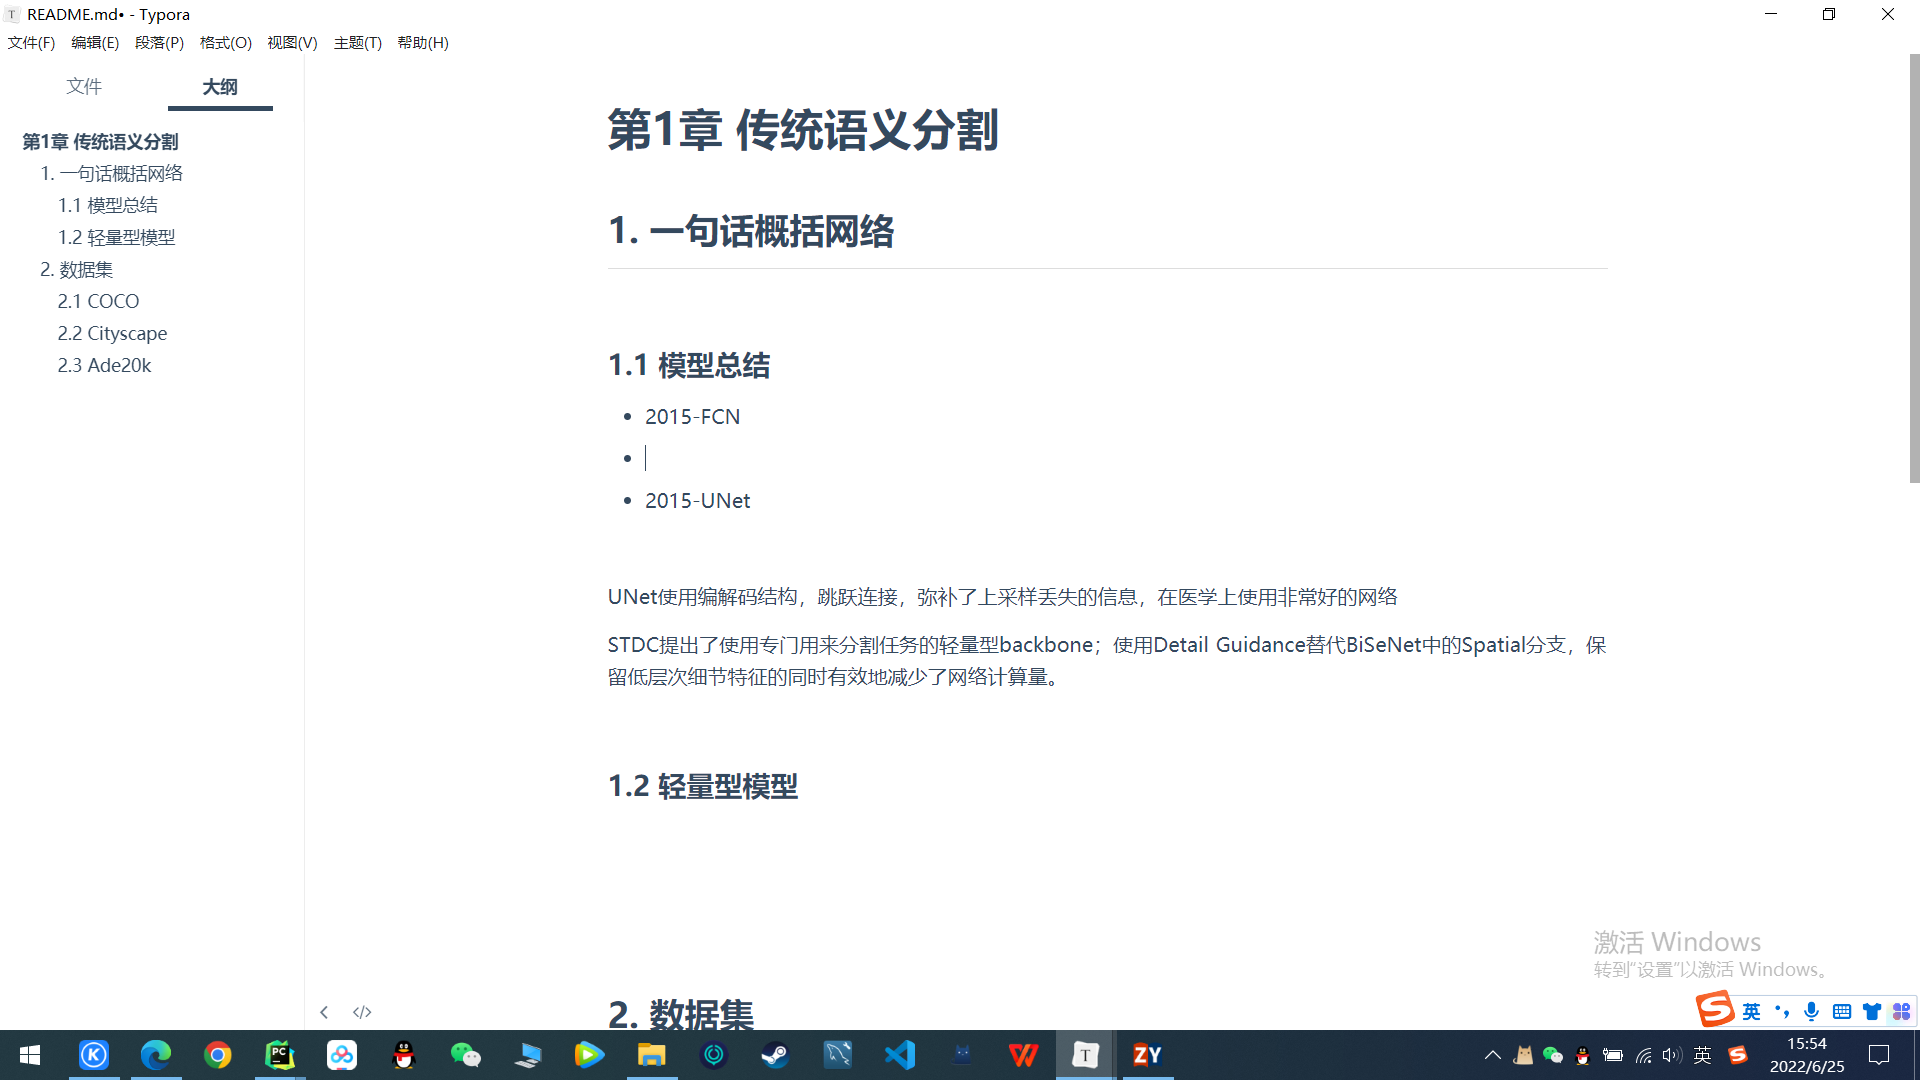 README.md• - Typora
文件(F) 编辑(E) 段落(P) 格式(O) 视图(V) 主题(T) 帮助(H)
文件 大纲
第1章 传统语义分割
1. 一句话概括网络
1.1 模型总结
1.2 轻量型模型
2. 数据集
2.1 COCO
2.2 Cityscape
2.3 Ade20k
第1章 传统语义分割
1. 一句话概括网络
1.1 模型总结
• 2015-FCN
•
• 2015-UNet
UNet使用编解码结构，跳跃连接，弥补了上采样丢失的信息，在医学上使用非常好的网络
STDC提出了使用专门用来分割任务的轻量型backbone；使用Detail Guidance替代BiSeNet中的Spatial分支，保
留低层次细节特征的同时有效地减少了网络计算量。
1.2 轻量型模型
2. 数据集
激活 Windows
转到“设置”以激活 Windows。
英
PC
T
ZY
英
15:54
2022/6/25